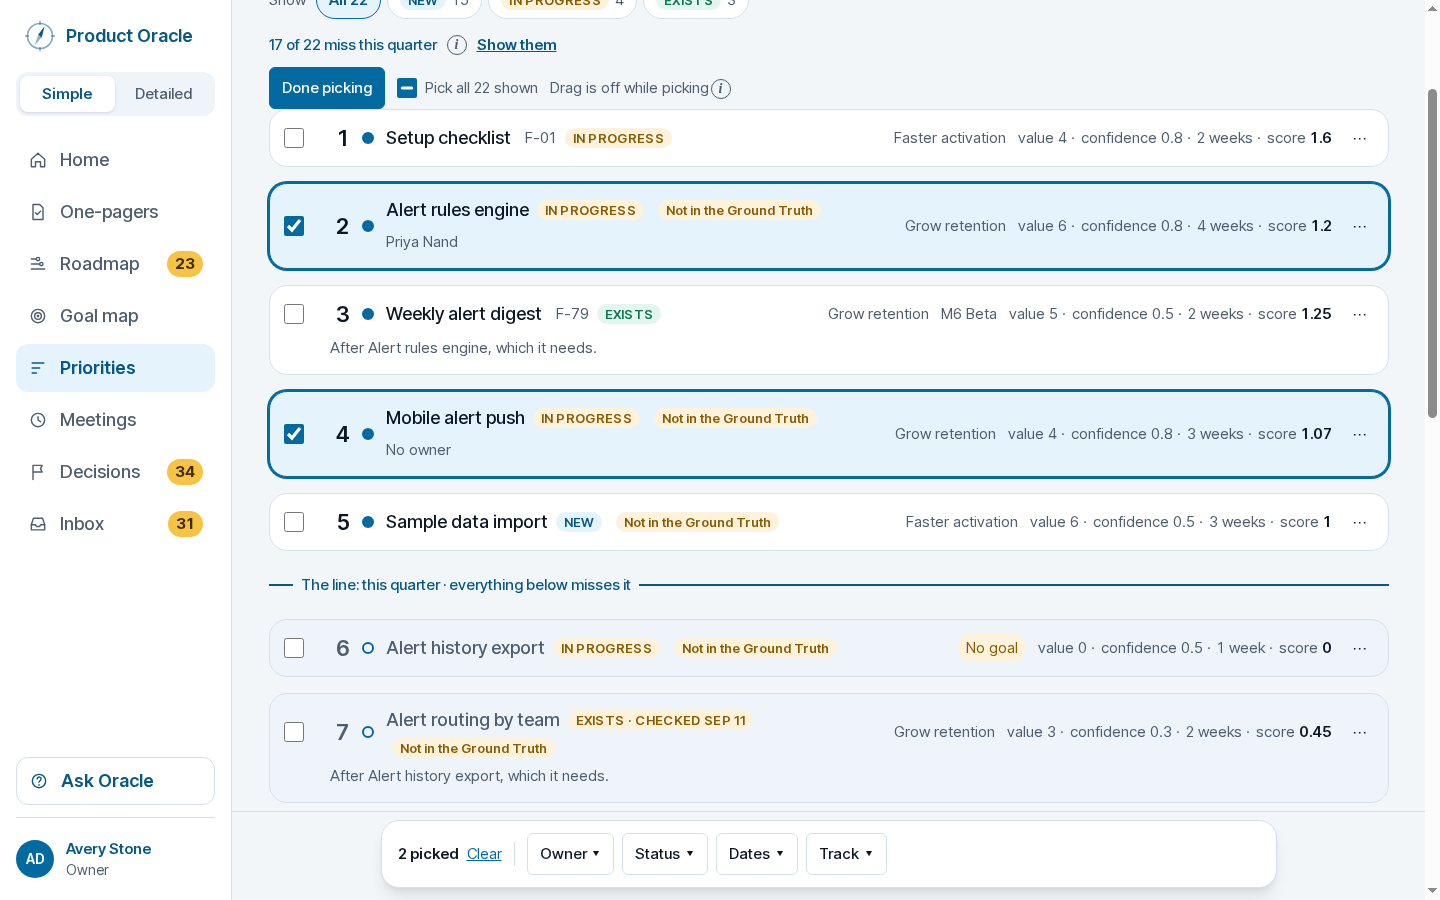 Product Oracle
Simple Detailed
Home
One-pagers
Roadmap 23
Goal map
Priorities
Meetings
Decisions 34
Inbox 31
Ask Oracle
AD Avery Stone
Owner
Show All 22 NEW 15 IN PROGRESS 4 EXISTS 3
17 of 22 miss this quarter i Show them
Done picking Pick all 22 shown Drag is off while picking i
1 Setup checklist F-01 IN PROGRESS Faster activation value 4 · confidence 0.8 · 2 weeks · score 1.6 ···
2 Alert rules engine IN PROGRESS Not in the Ground Truth Grow retention value 6 · confidence 0.8 · 4 weeks · score 1.2 ···
Priya Nand
3 Weekly alert digest F-79 EXISTS Grow retention M6 Beta value 5 · confidence 0.5 · 2 weeks · score 1.25 ···
After Alert rules engine, which it needs.
4 Mobile alert push IN PROGRESS Not in the Ground Truth Grow retention value 4 · confidence 0.8 · 3 weeks · score 1.07 ···
No owner
5 Sample data import NEW Not in the Ground Truth Faster activation value 6 · confidence 0.5 · 3 weeks · score 1 ···
The line: this quarter · everything below misses it
6 Alert history export IN PROGRESS Not in the Ground Truth No goal value 0 · confidence 0.5 · 1 week · score 0 ···
7 Alert routing by team EXISTS · CHECKED SEP 11 Grow retention value 3 · confidence 0.3 · 2 weeks · score 0.45 ···
Not in the Ground Truth
After Alert history export, which it needs.
2 picked Clear Owner ▾ Status ▾ Dates ▾ Track ▾